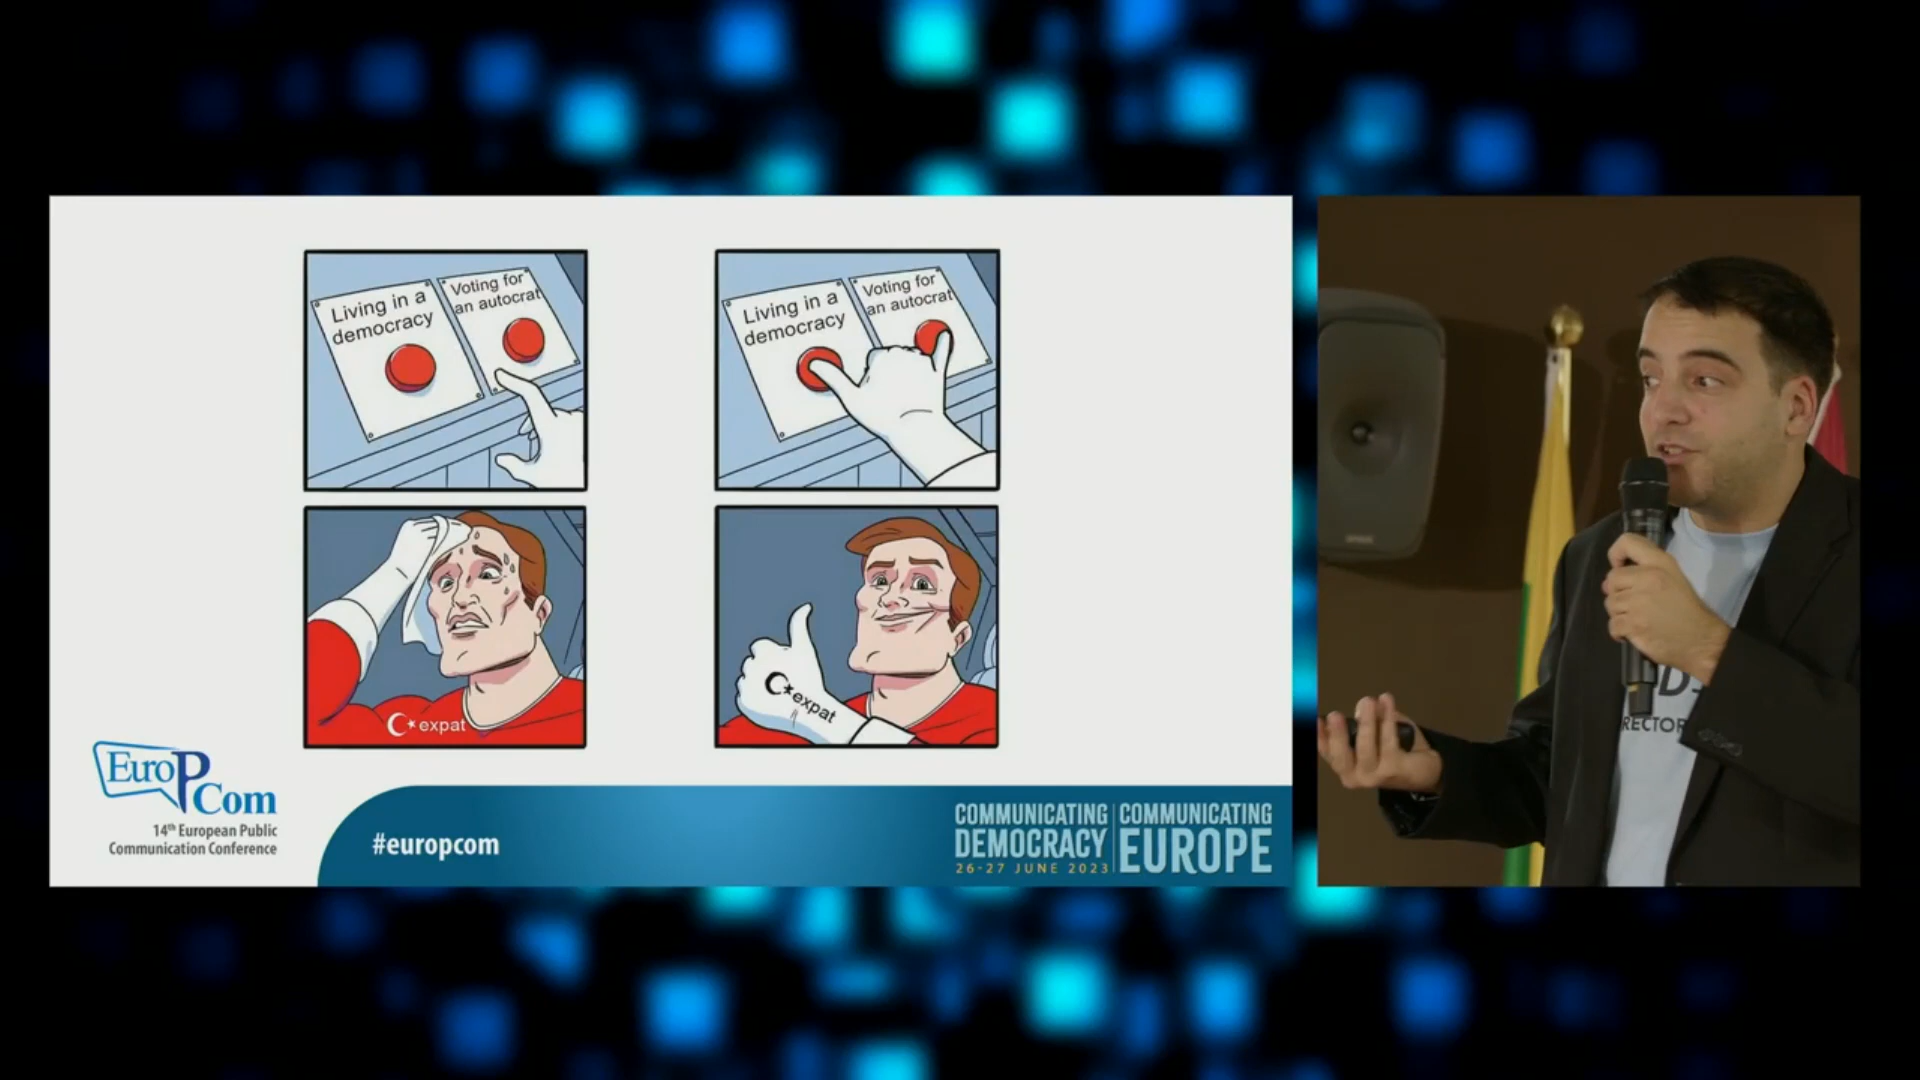 Living in a
democracy
Voting for
an autocrat
Living in a
democracy
Voting for
an autocrat
expat
expat
EuroPCom
14th European Public
Communication Conference
#europcom
COMMUNICATING
DEMOCRACY
26-27 JUNE 2023
COMMUNICATING
EUROPE